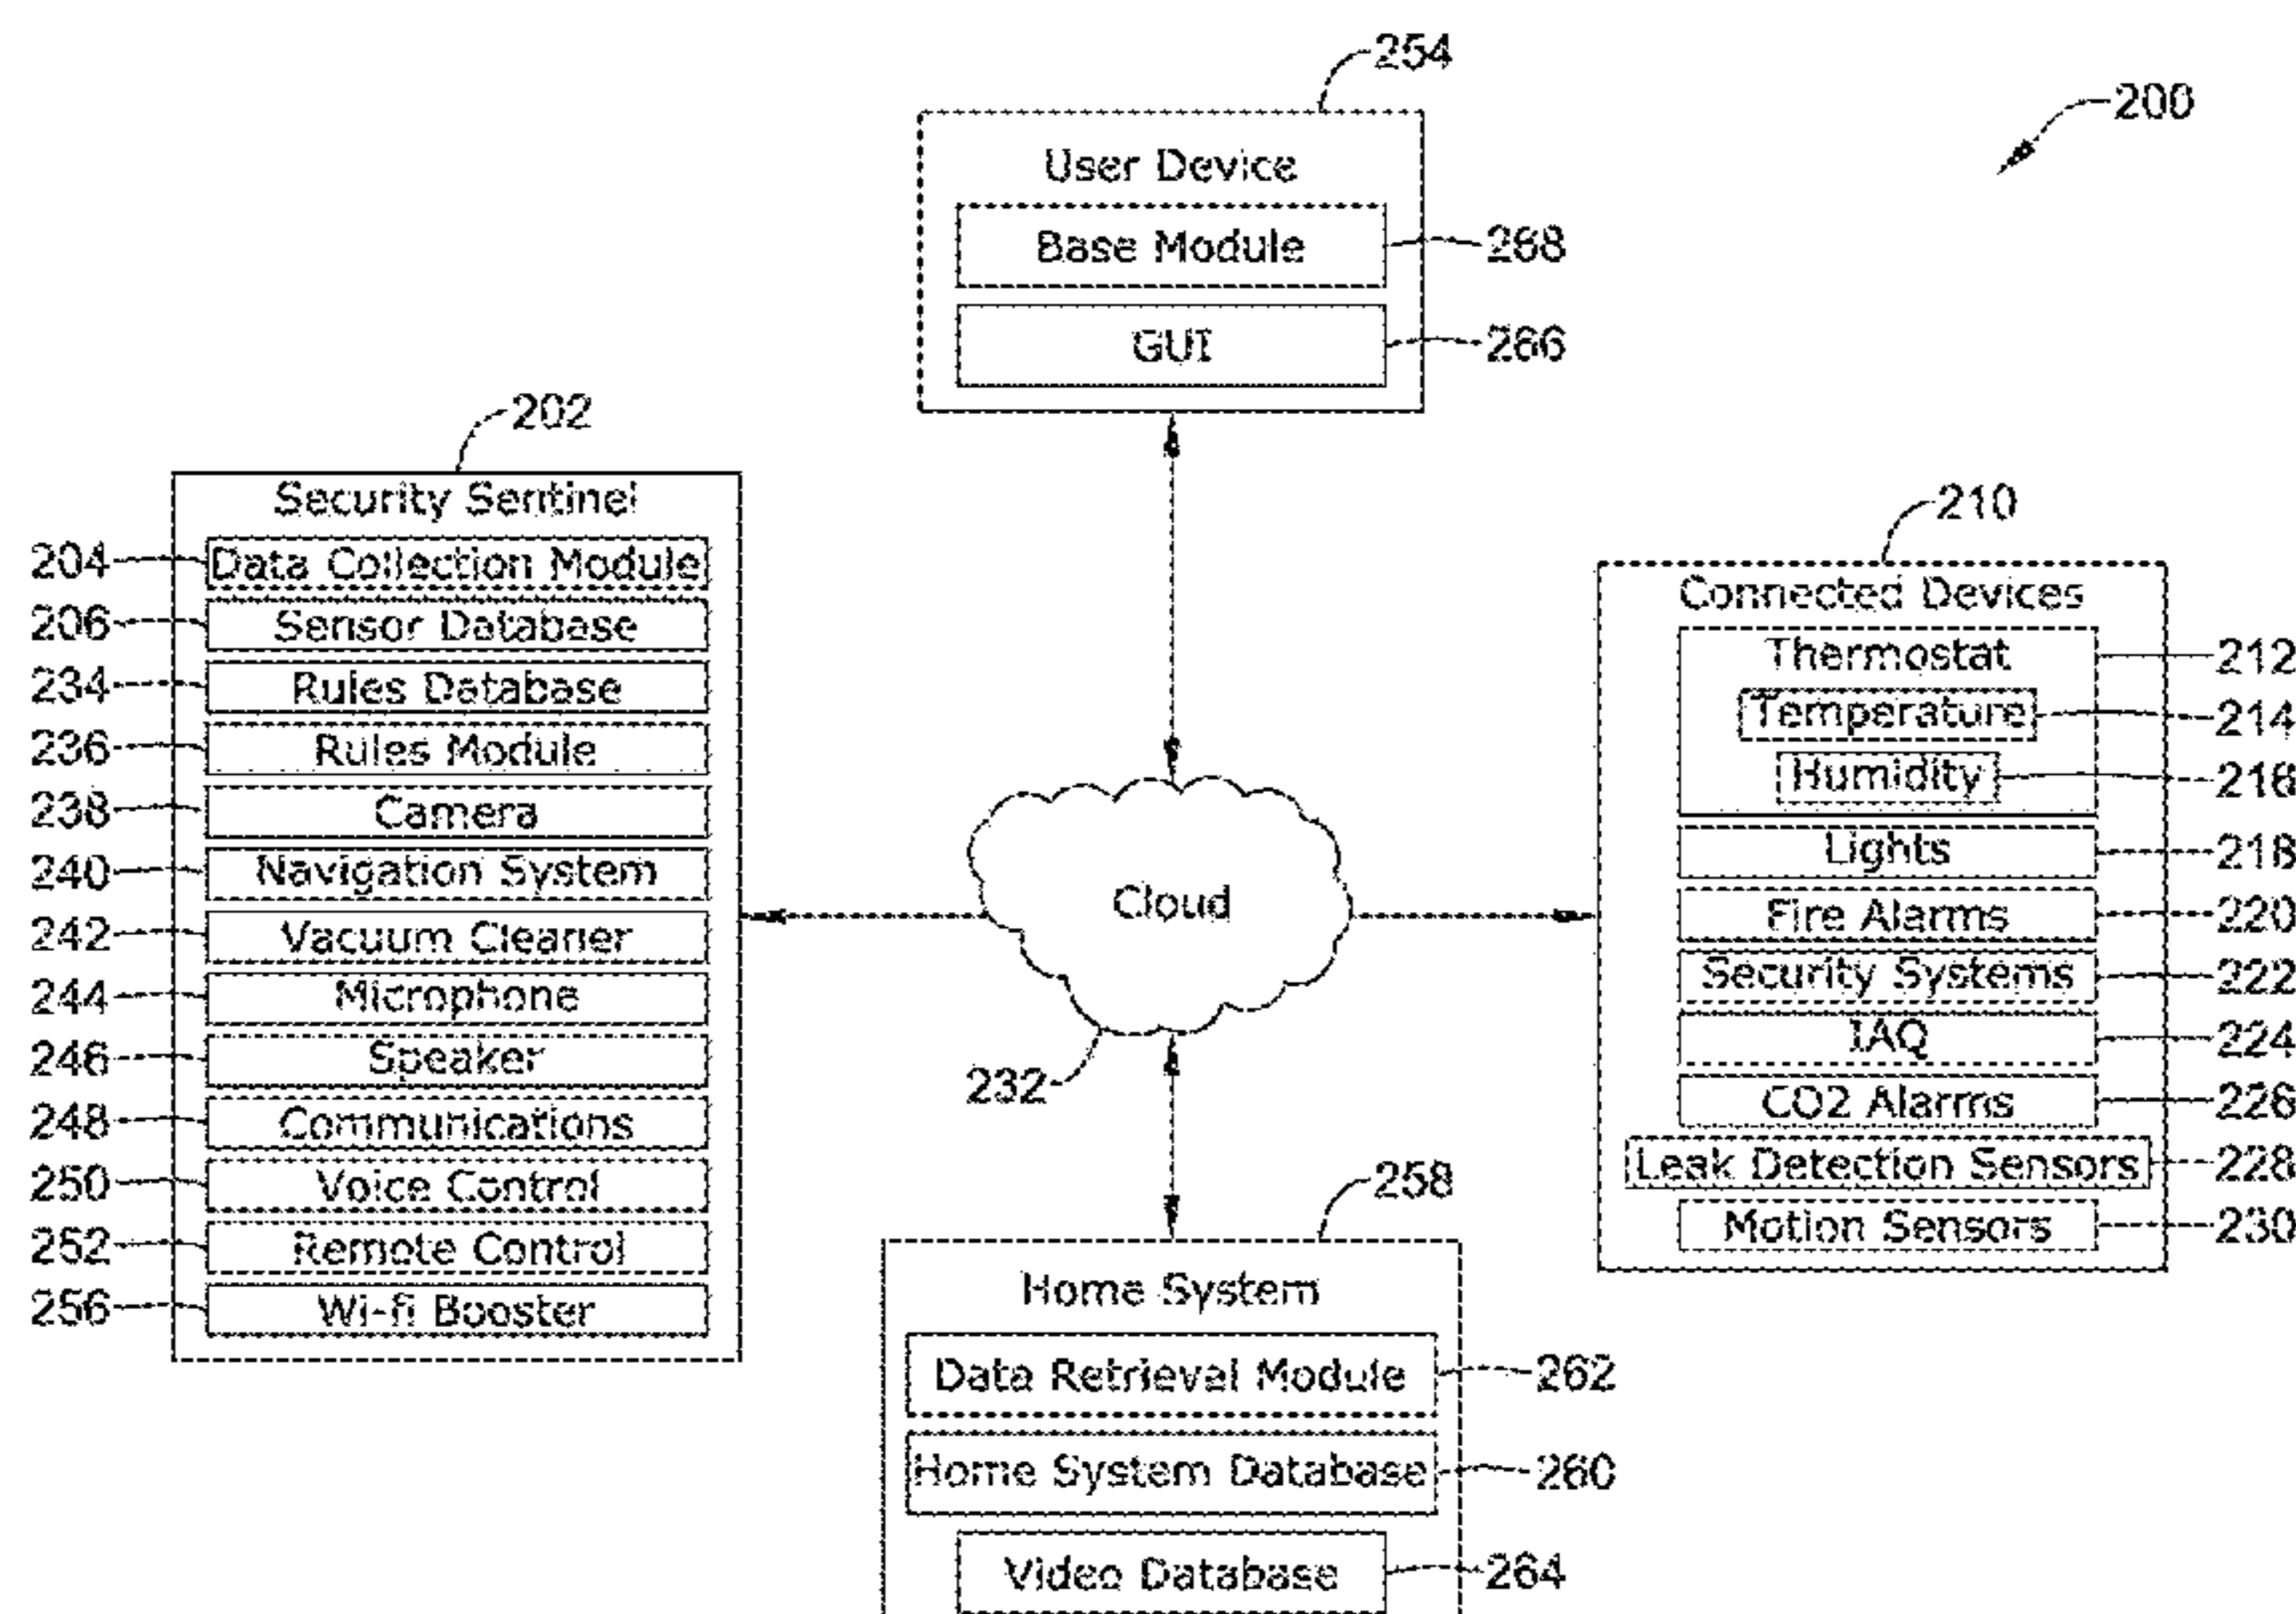 254
200
User Device
Base Module 268
GUI 266
202
Security Sentinel
204 Data Collection Module
206 Sensor Database
234 Rules Database
236 Rules Module
238 Camera
240 Navigation System
242 Vacuum Cleaner
244 Microphone
246 Speaker
248 Communications
250 Voice Control
252 Remote Control
256 Wi-fi Booster
Cloud
232
210
Connected Devices
Thermostat 212
Temperature 214
Humidity 216
Lights 218
Fire Alarms 220
Security Systems 222
IAQ 224
CO2 Alarms 226
Leak Detection Sensors 228
Motion Sensors 230
258
Home System
Data Retrieval Module 262
Home System Database 260
Video Database 264